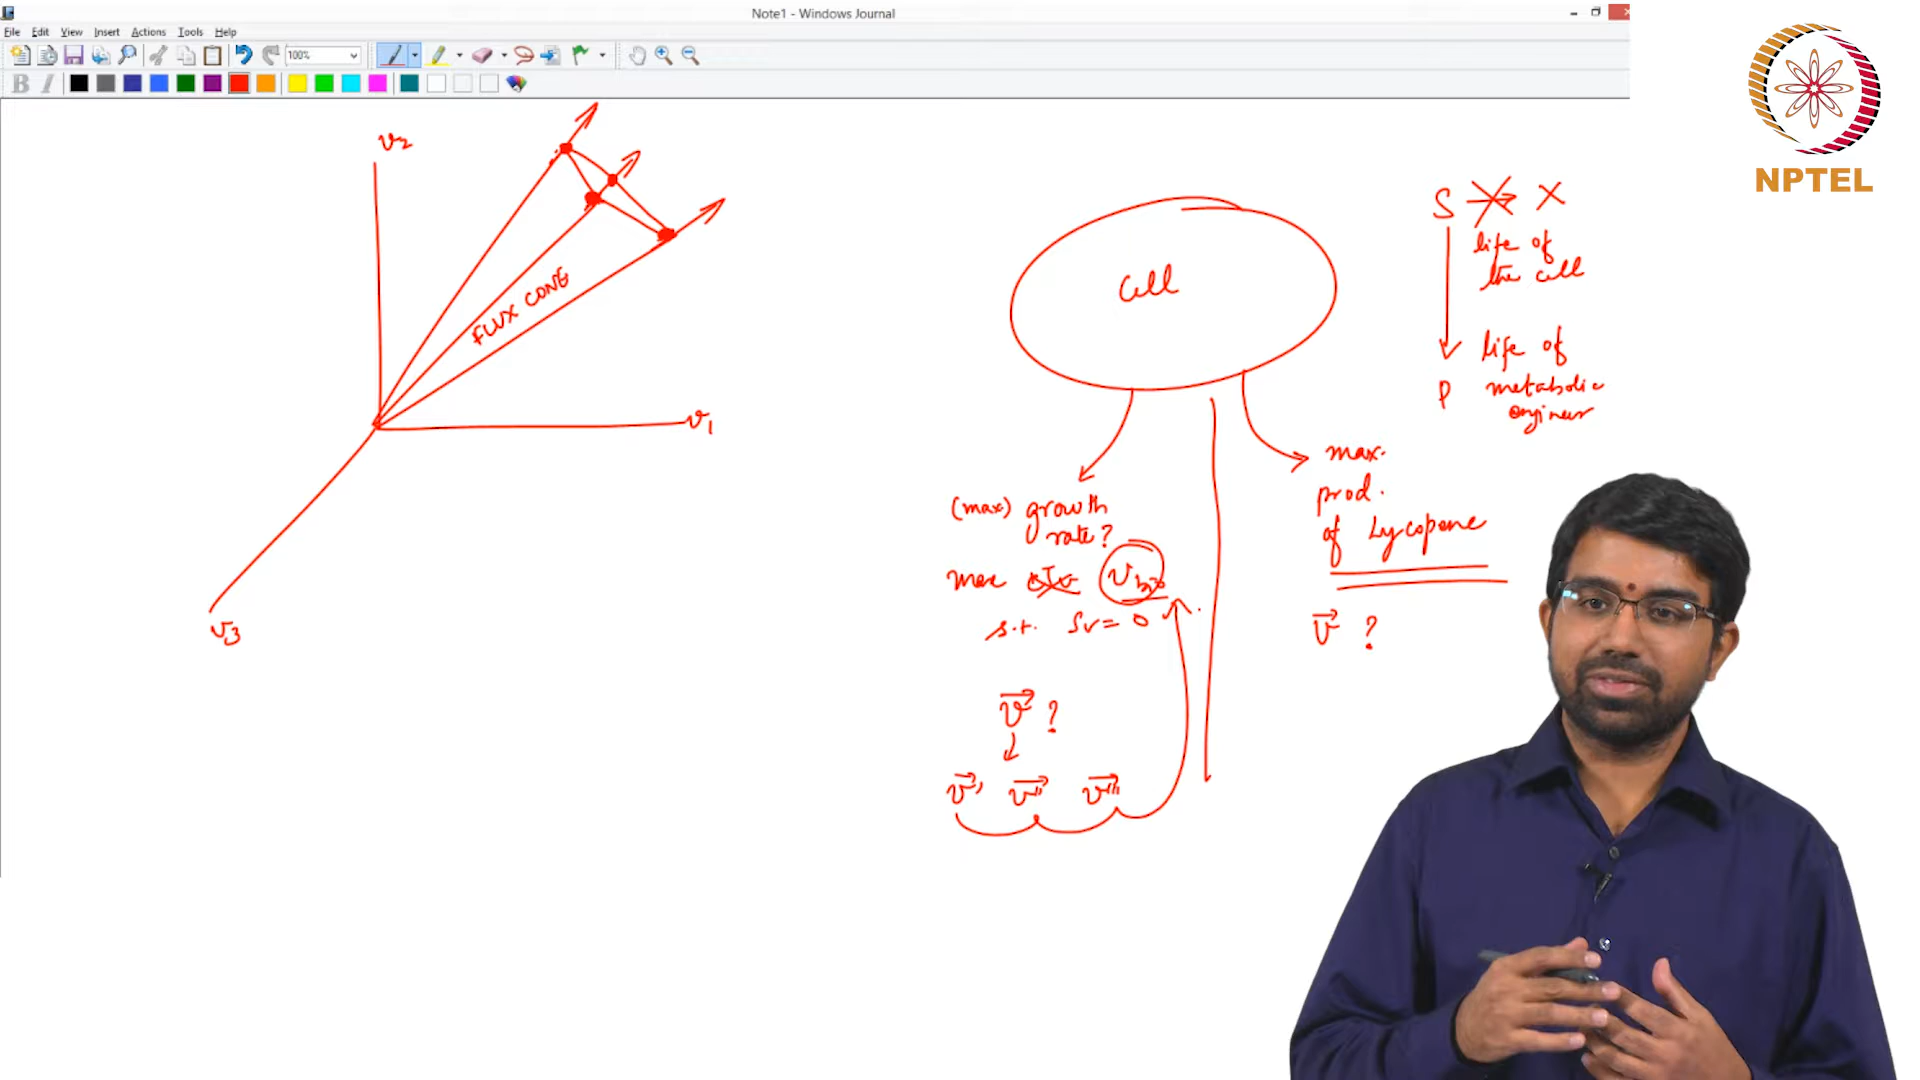 Note1 - Windows Journal
File Edit View Insert Actions Tools Help
100%
B I
NPTEL
v2
FLUX CONE
v1
v3
Cell
S → X
life of
the cell
life of
P metabolic
engineer
(max) growth
rate?
max vbio
s.t. Sv = 0
v⃗ ?
v⃗' v⃗'' v⃗'''
max.
prod.
of Lycopene
v⃗ ?